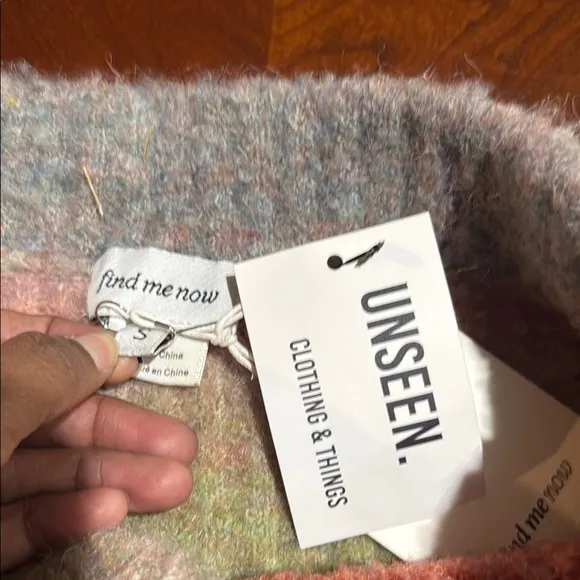 find me now
S
China
en Chine
UNSEEN.
CLOTHING & THINGS
find me now